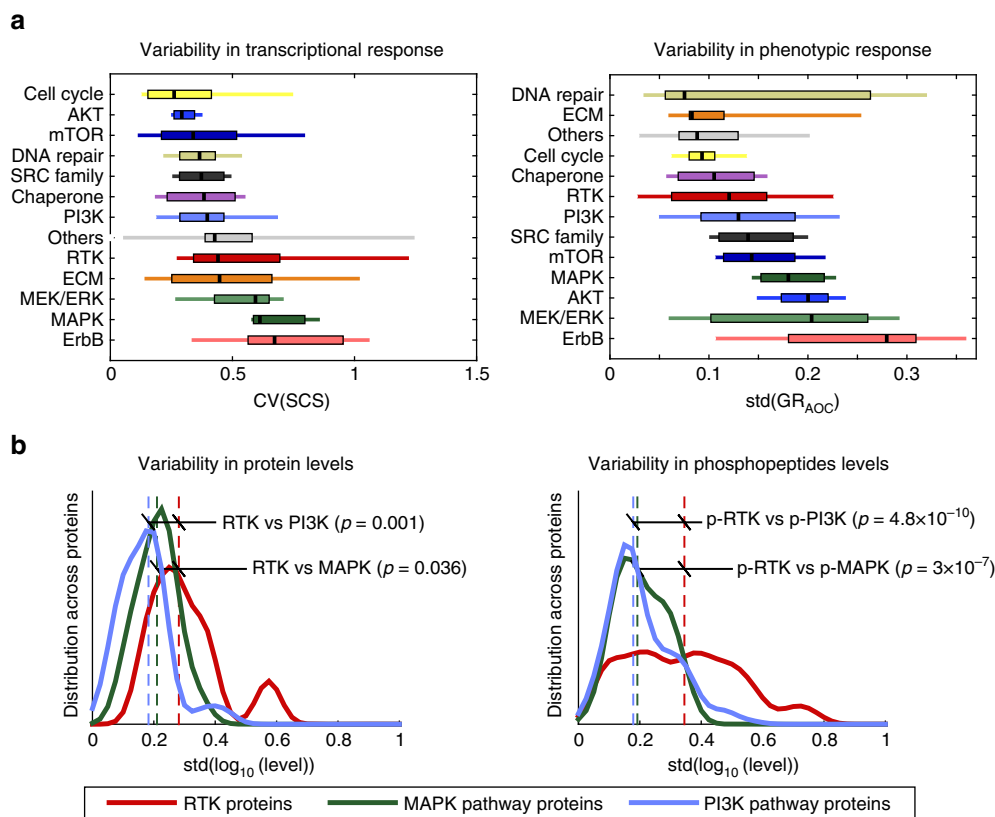 a
Variability in transcriptional response
Cell cycle
AKT
mTOR
DNA repair
SRC family
Chaperone
PI3K
Others
RTK
ECM
MEK/ERK
MAPK
ErbB
0 0.5 1 1.5
CV(SCS)
Variability in phenotypic response
DNA repair
ECM
Others
Cell cycle
Chaperone
RTK
PI3K
SRC family
mTOR
MAPK
AKT
MEK/ERK
ErbB
0 0.1 0.2 0.3
std(GR_AOC)
b
Variability in protein levels
Distribution across proteins
RTK vs PI3K (p = 0.001)
RTK vs MAPK (p = 0.036)
0 0.2 0.4 0.6 0.8 1
std(log₁₀ (level))
Variability in phosphopeptides levels
Distribution across proteins
p-RTK vs p-PI3K (p = 4.8×10⁻¹⁰)
p-RTK vs p-MAPK (p = 3×10⁻⁷)
0 0.2 0.4 0.6 0.8 1
std(log₁₀ (level))
RTK proteins MAPK pathway proteins PI3K pathway proteins